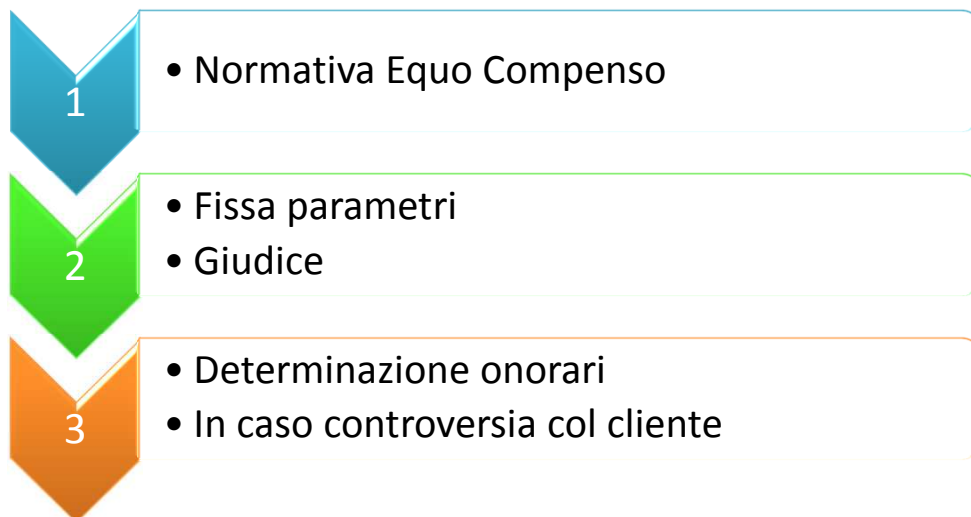 1
• Normativa Equo Compenso
2
• Fissa parametri
• Giudice
3
• Determinazione onorari
• In caso controversia col cliente